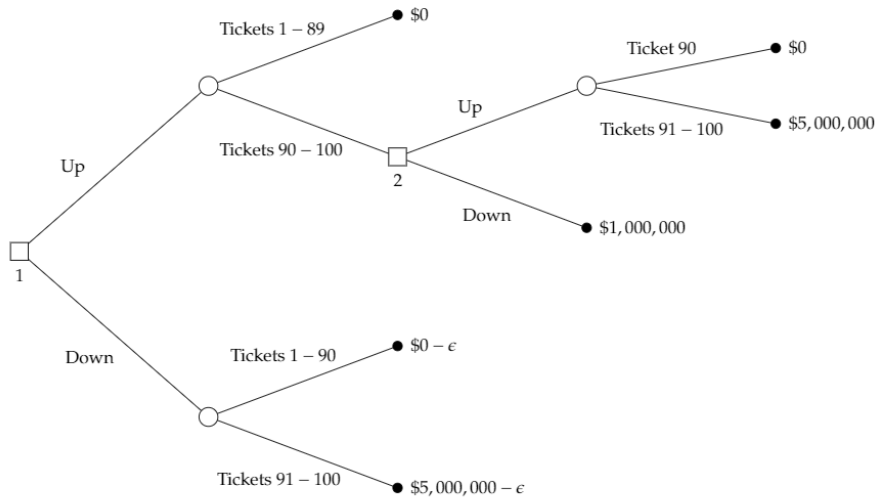 Tickets 1 – 89
$0
Ticket 90
$0
Up
Tickets 91 – 100
$5,000,000
Tickets 90 – 100
2
Up
Down
$1,000,000
1
Down
Tickets 1 – 90
$0 – ϵ
Tickets 91 – 100
$5,000,000 – ϵ